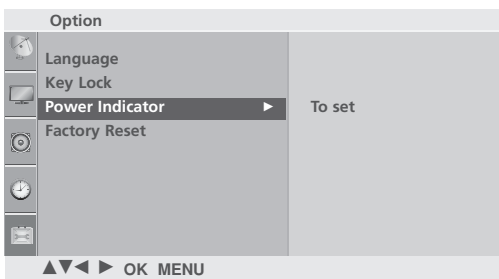 Option
Language
Key Lock
Power Indicator ► To set
Factory Reset
▲▼◄ ► OK MENU